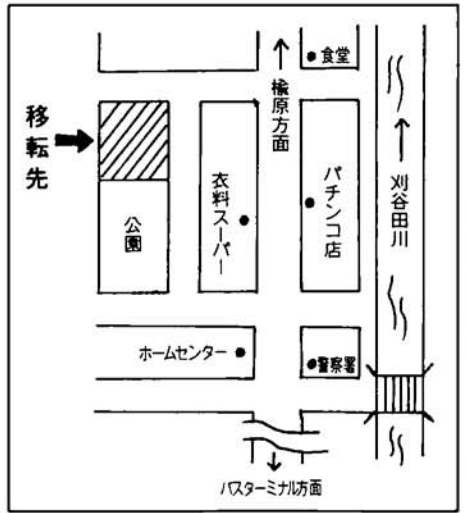 食堂
楡原方面
移転先
刈谷田川
パチンコ店
衣料スーパー
公園
ホームセンター
警察署
バスターミナル方面